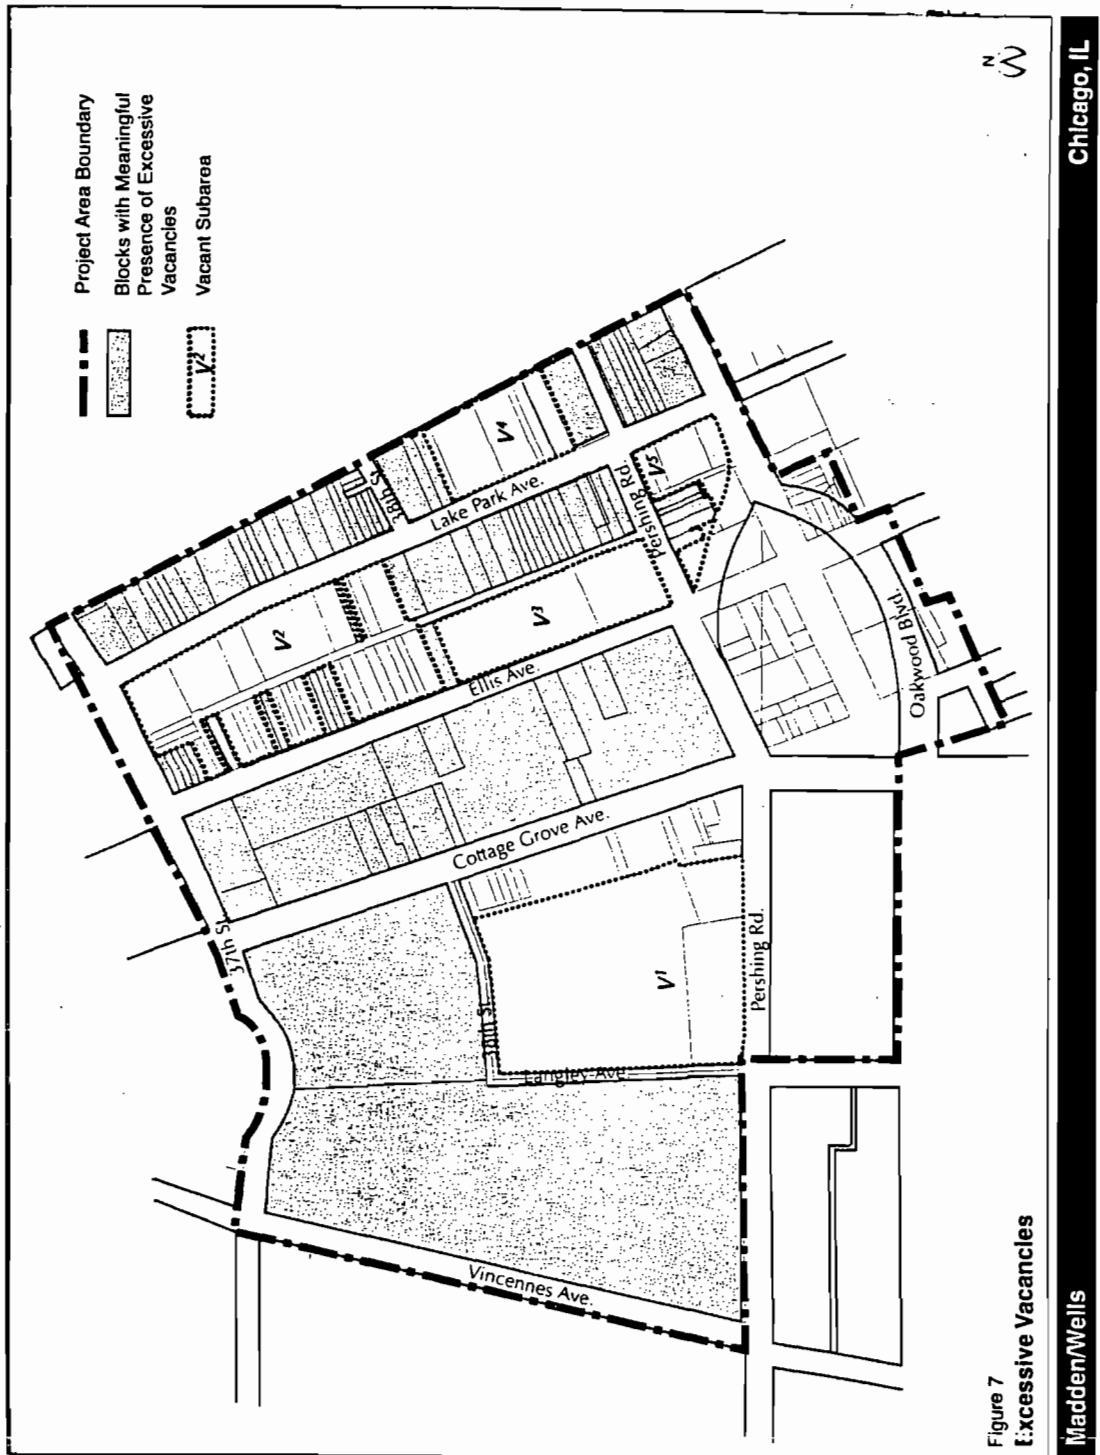 N
Project Area Boundary
Blocks with Meaningful
Presence of Excessive
Vacancies
V2
Vacant Subarea
37th St.
38th St.
Lake Park Ave.
V4
V2
Pershing Rd.
V5
V3
Ellis Ave.
Cottage Grove Ave.
Oakwood Blvd.
38th St.
V1
Langley Ave.
Pershing Rd.
Vincennes Ave.
Figure 7
Excessive Vacancies
Madden/Wells
Chicago, IL